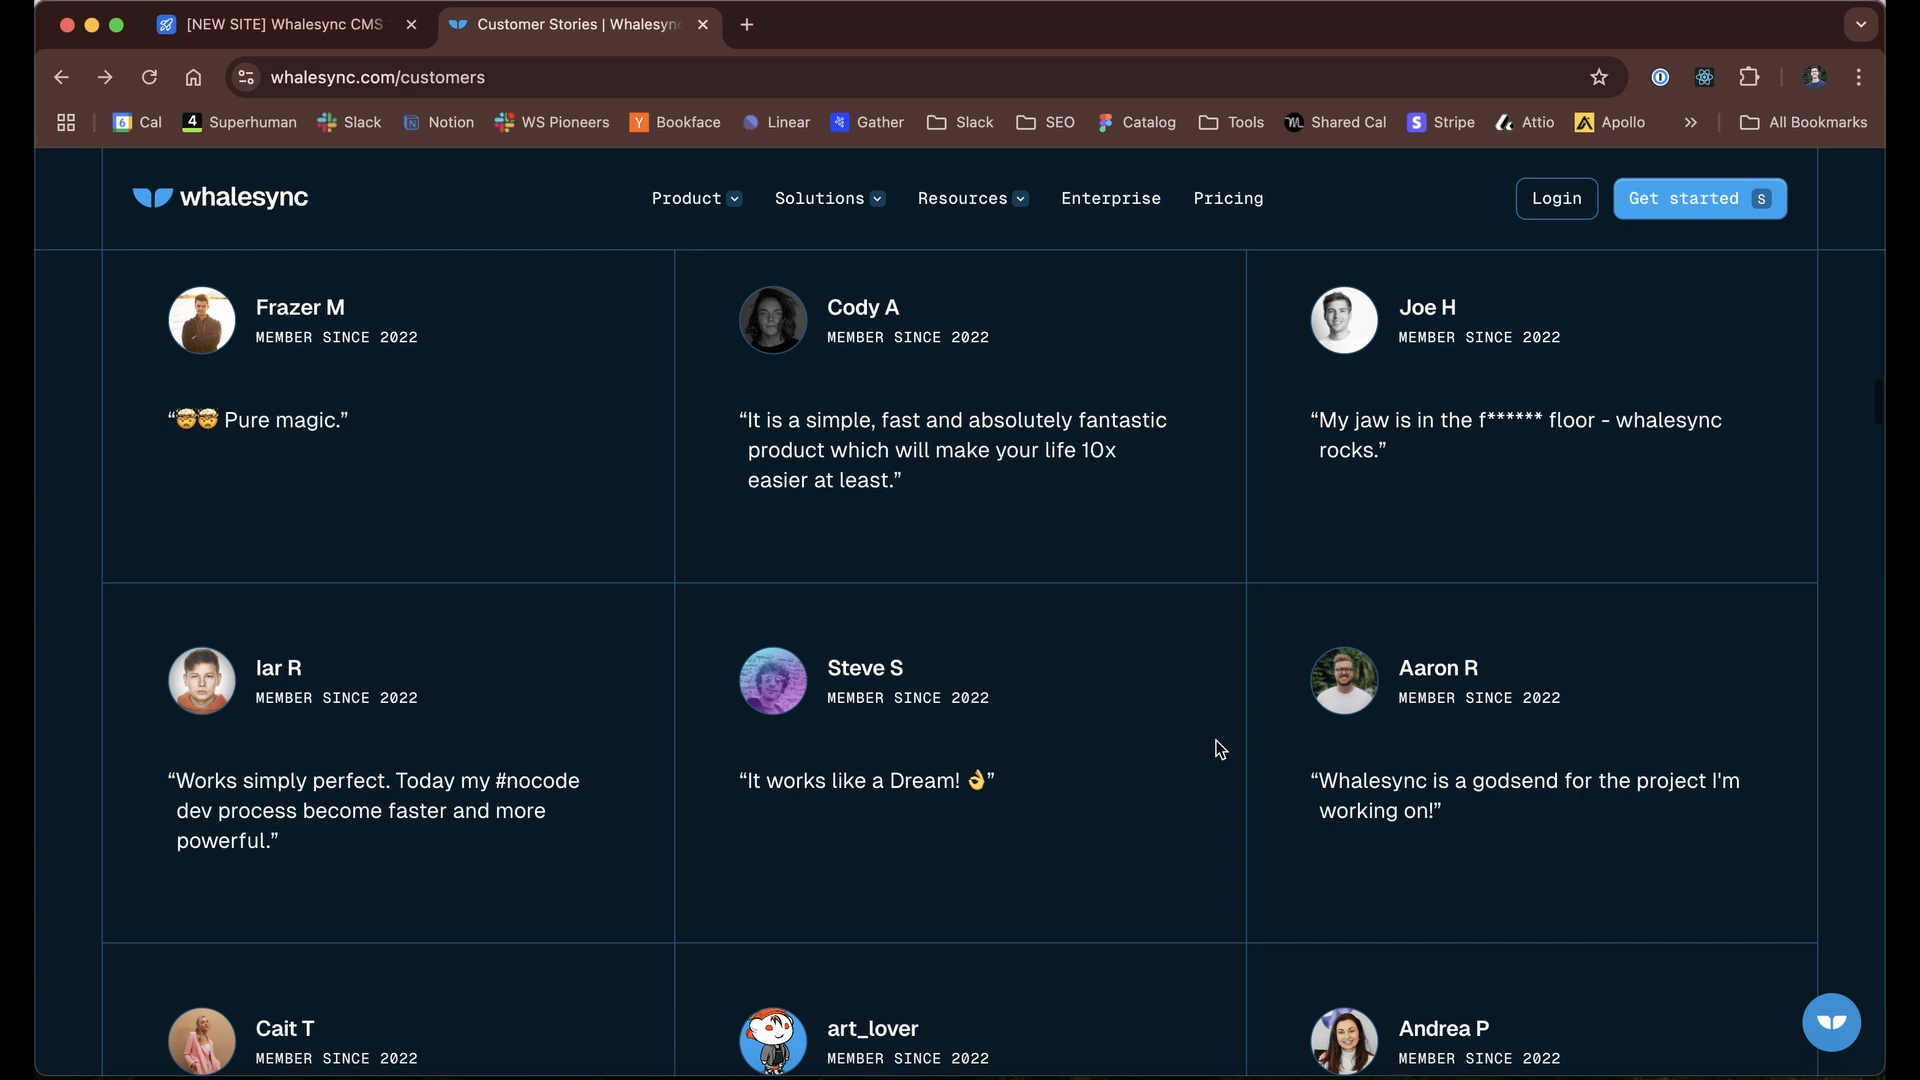 [NEW SITE] Whalesync CMS
Customer Stories | Whalesync
whalesync.com/customers
6 Cal
4 Superhuman
Slack
Notion
WS Pioneers
Y Bookface
Linear
Gather
Slack
SEO
Catalog
Tools
Shared Cal
S Stripe
Attio
Apollo
All Bookmarks
whalesync
Product
Solutions
Resources
Enterprise
Pricing
Login
Get started S
Frazer M
MEMBER SINCE 2022
“🤯🤯 Pure magic.”
Cody A
MEMBER SINCE 2022
“It is a simple, fast and absolutely fantastic
product which will make your life 10x
easier at least.”
Joe H
MEMBER SINCE 2022
“My jaw is in the f****** floor - whalesync
rocks.”
Iar R
MEMBER SINCE 2022
“Works simply perfect. Today my #nocode
dev process become faster and more
powerful.”
Steve S
MEMBER SINCE 2022
“It works like a Dream! 👌”
Aaron R
MEMBER SINCE 2022
“Whalesync is a godsend for the project I'm
working on!”
Cait T
MEMBER SINCE 2022
art_lover
MEMBER SINCE 2022
Andrea P
MEMBER SINCE 2022